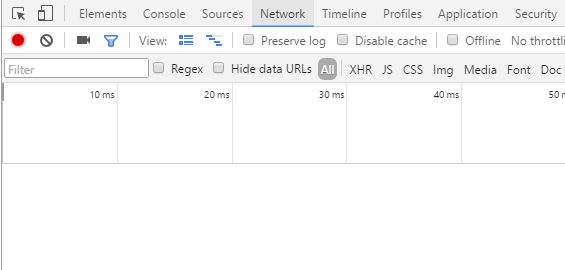 Elements Console Sources Network Timeline Profiles Application Security
View: Preserve log Disable cache Offline No throttli
Filter Regex Hide data URLs All XHR JS CSS Img Media Font Doc
10 ms 20 ms 30 ms 40 ms 50 m